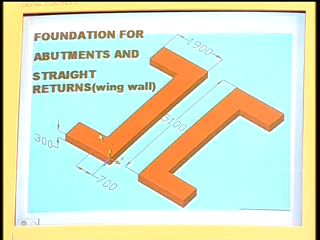 FOUNDATION FOR
ABUTMENTS AND
STRAIGHT
RETURNS(wing wall)
1900
5100
300
700